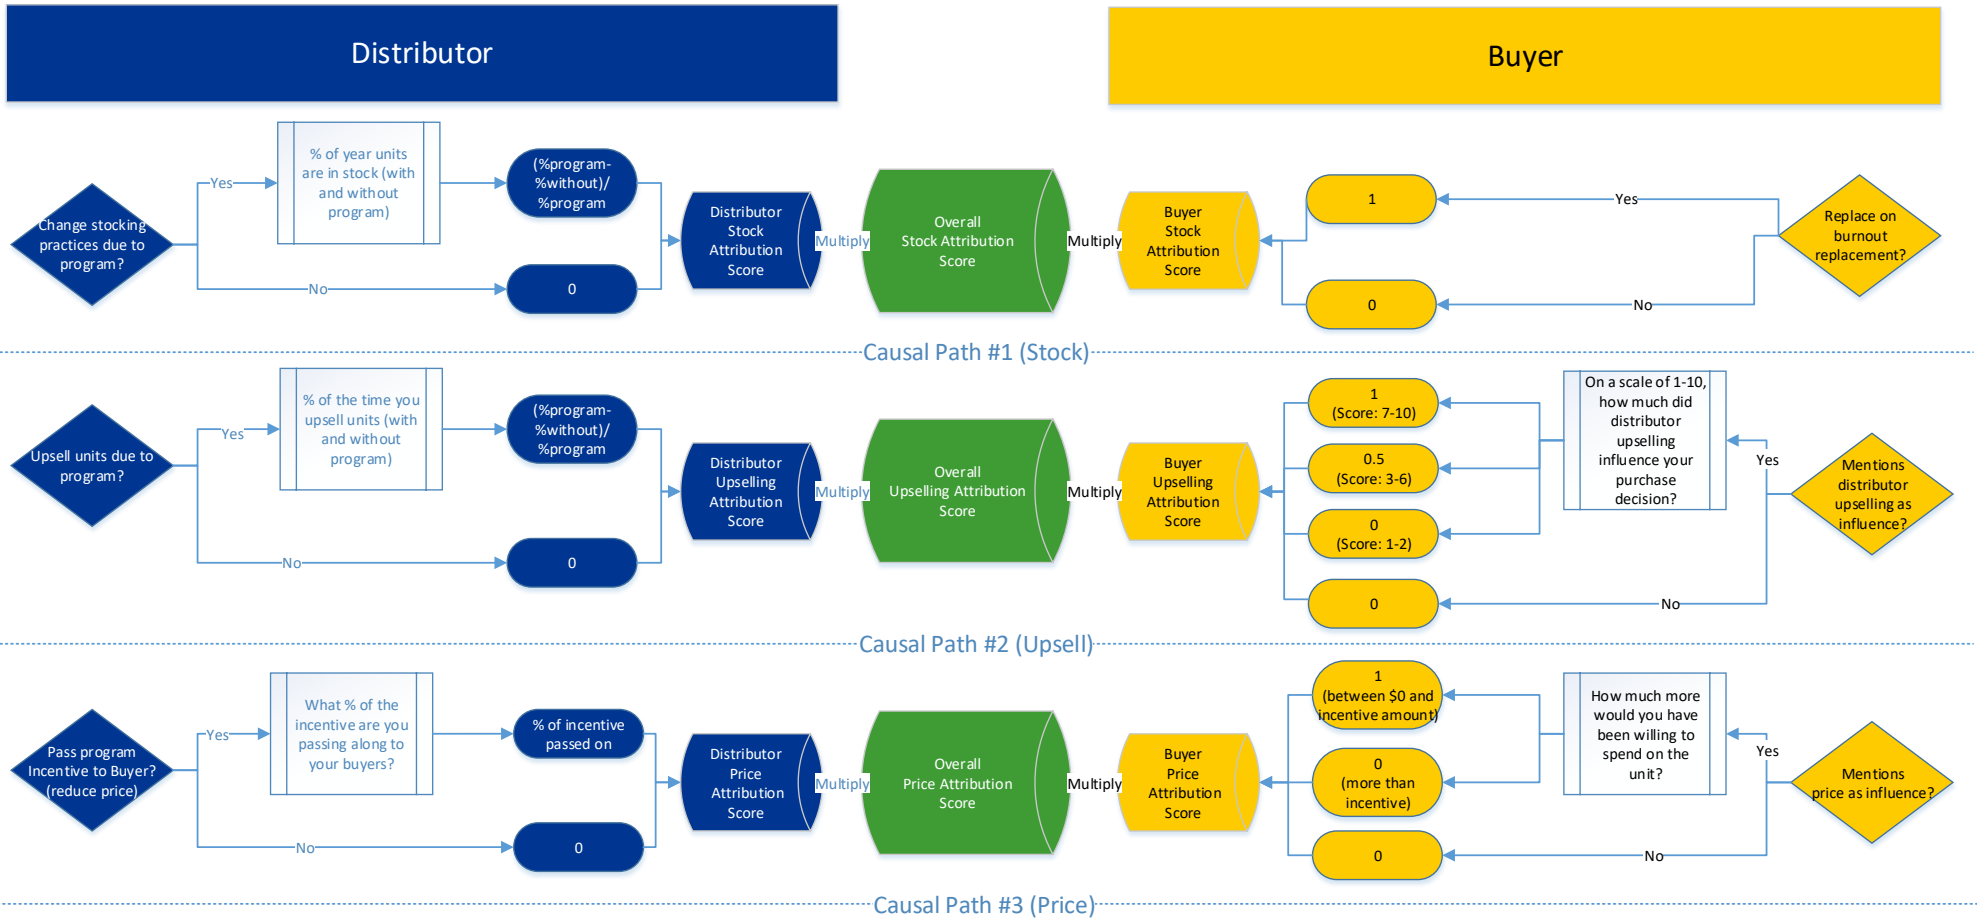 Distributor
Buyer
Change stocking
practices due to
program?
Yes
No
% of year units
are in stock (with
and without
program)
(%program-
%without)/
%program
0
Distributor
Stock
Attribution
Score
Multiply
Overall
Stock Attribution
Score
Multiply
Buyer
Stock
Attribution
Score
1
0
Yes
No
Replace on
burnout
replacement?
Causal Path #1 (Stock)
Upsell units due to
program?
Yes
No
% of the time you
upsell units (with
and without
program)
(%program-
%without)/
%program
0
Distributor
Upselling
Attribution
Score
Multiply
Overall
Upselling Attribution
Score
Multiply
Buyer
Upselling
Attribution
Score
1
(Score: 7-10)
0.5
(Score: 3-6)
0
(Score: 1-2)
0
On a scale of 1-10,
how much did
distributor
upselling
influence your
purchase
decision?
Yes
No
Mentions
distributor
upselling as
influence?
Causal Path #2 (Upsell)
Pass program
Incentive to Buyer?
(reduce price)
Yes
No
What % of the
incentive are you
passing along to
your buyers?
% of incentive
passed on
0
Distributor
Price
Attribution
Score
Multiply
Overall
Price Attribution
Score
Multiply
Buyer
Price
Attribution
Score
1
(between $0 and
incentive amount)
0
(more than
incentive)
0
How much more
would you have
been willing to
spend on the
unit?
Yes
No
Mentions
price as influence?
Causal Path #3 (Price)